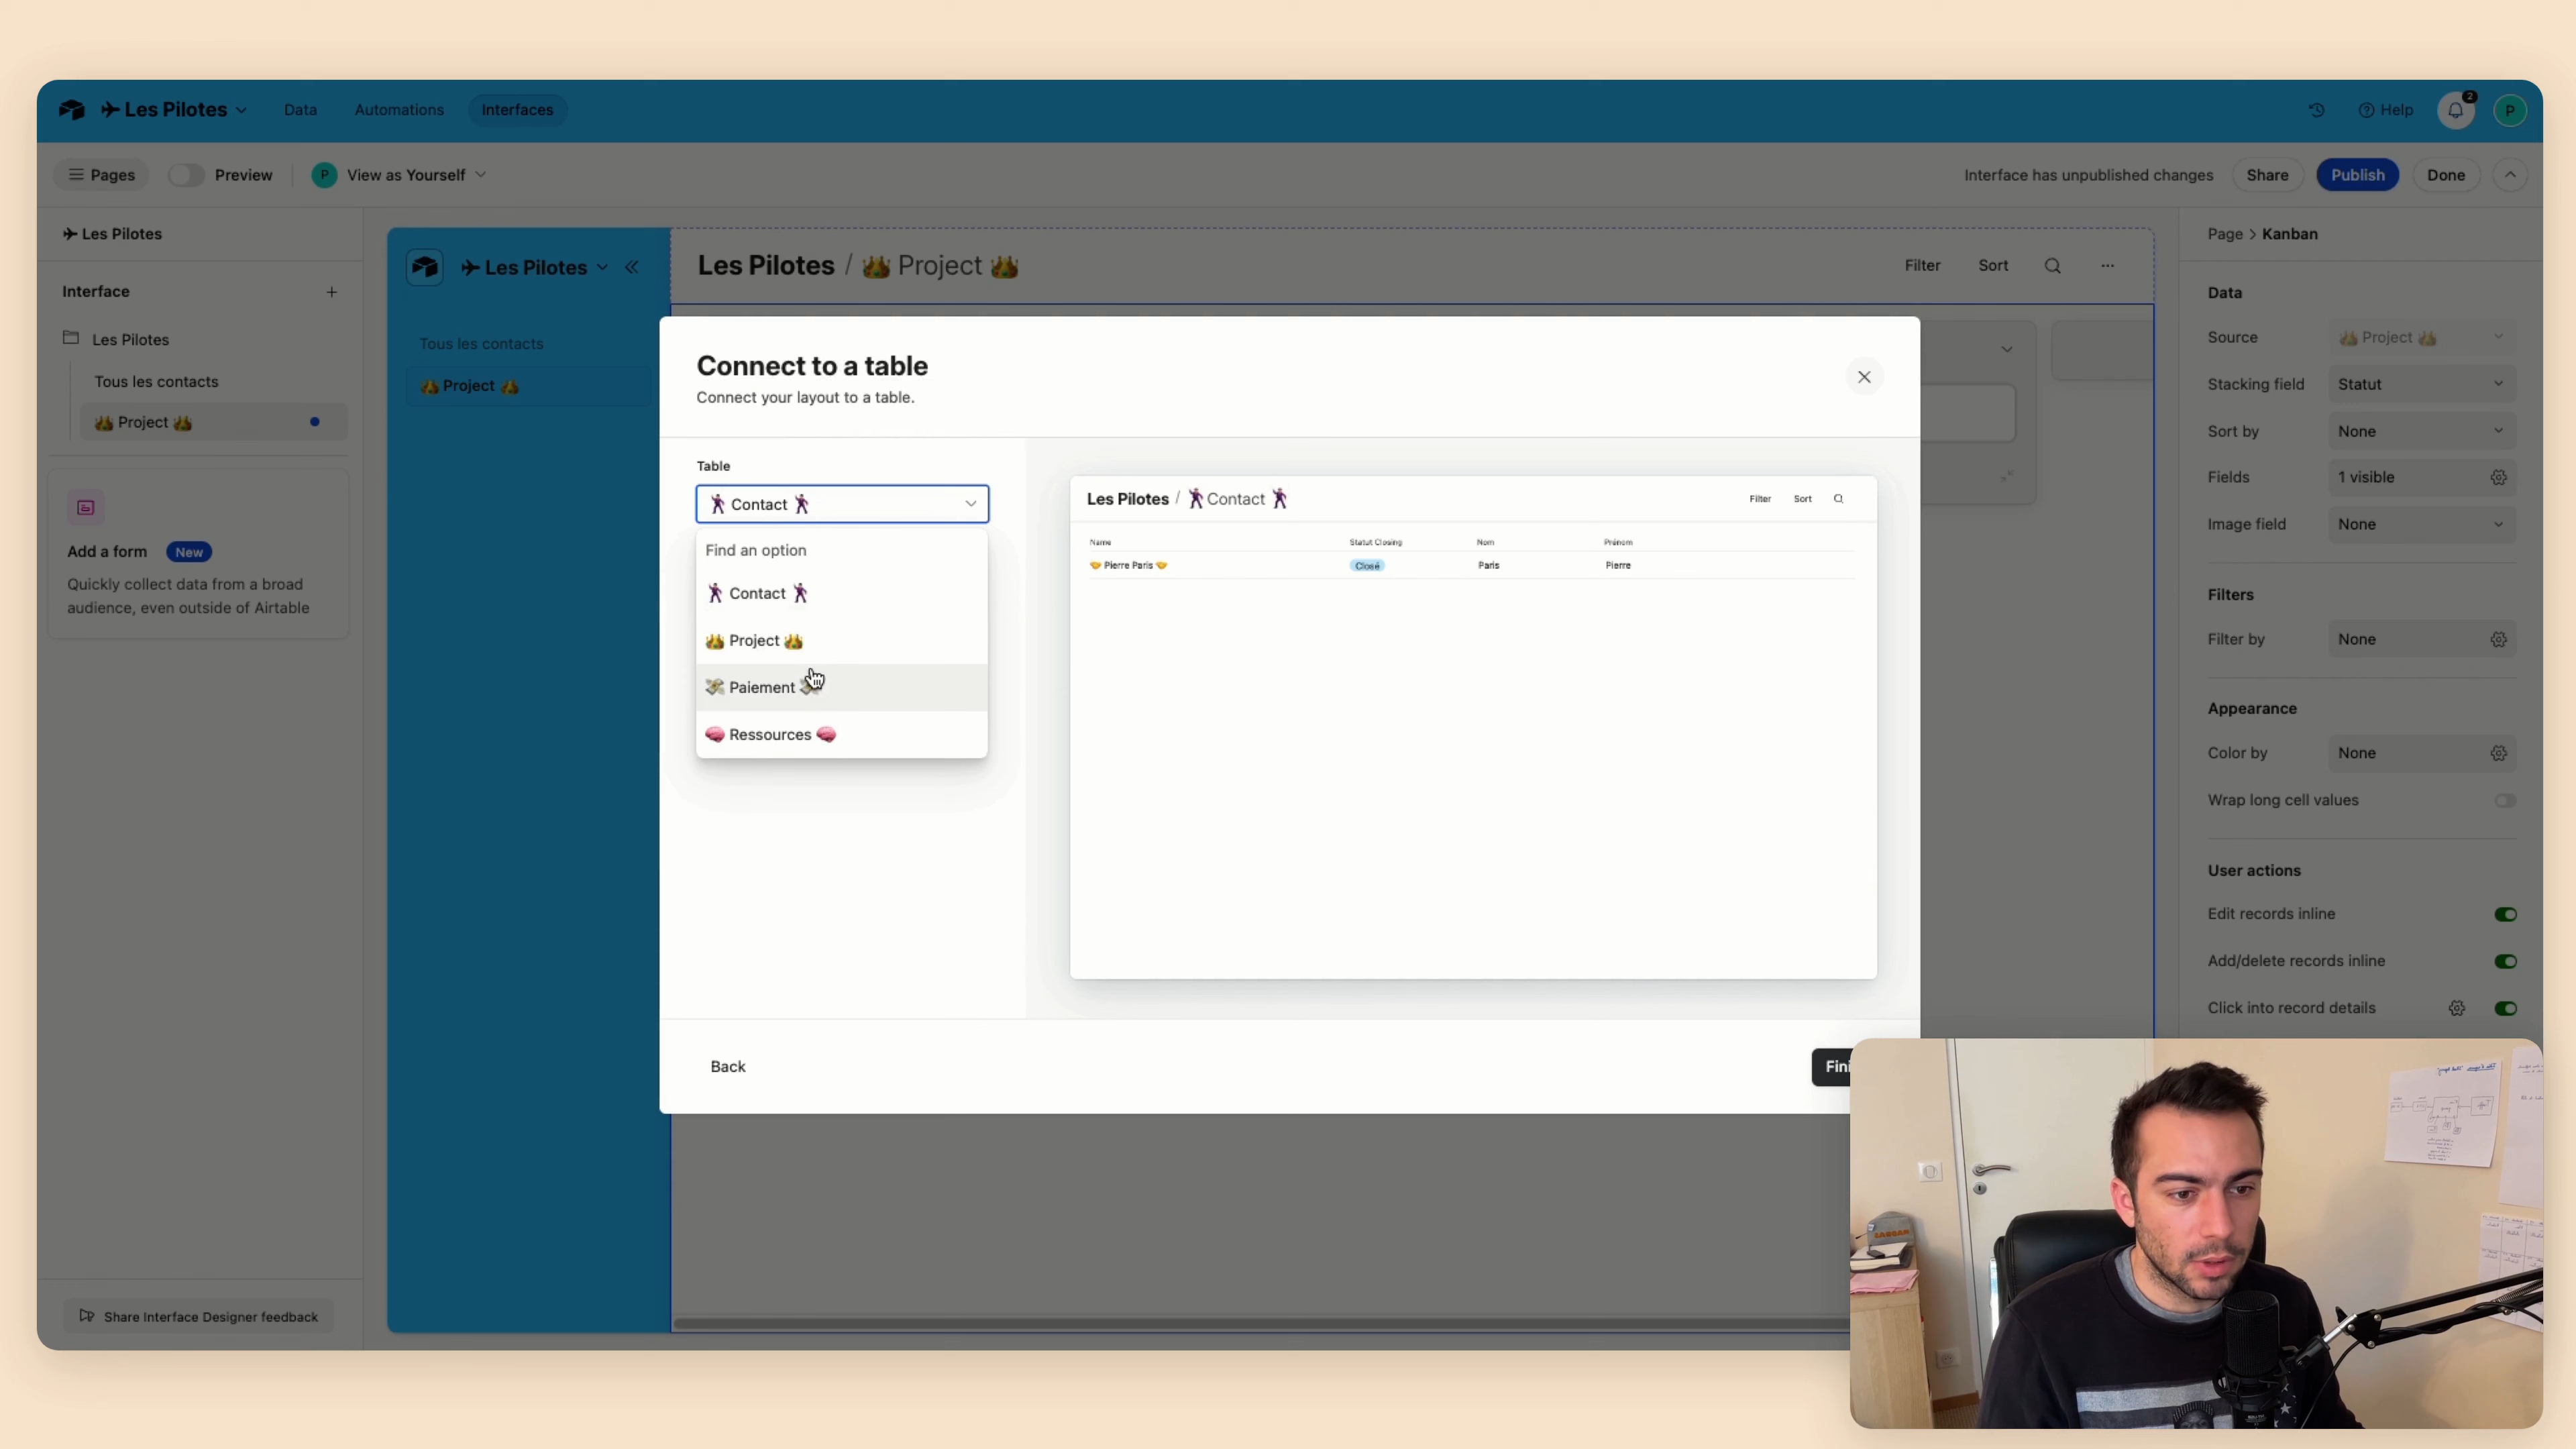 Les Pilotes
Data
Automations
Interfaces
Help
2
P
Pages
Preview
P
View as Yourself
Interface has unpublished changes
Share
Publish
Done
Les Pilotes
Interface
Les Pilotes
Tous les contacts
Project
Add a form New
Quickly collect data from a broad
audience, even outside of Airtable
Share Interface Designer feedback
Les Pilotes
Tous les contacts
Project
Les Pilotes / Project
Filter
Sort
Connect to a table
Connect your layout to a table.
Table
Contact
Find an option
Contact
Project
Paiement
Ressources
Les Pilotes / Contact
Filter
Sort
Name
Statut Closing
Nom
Prénom
Pierre Paris
Closé
Paris
Pierre
Back
Fini
Page > Kanban
Data
Source
Project
Stacking field
Statut
Sort by
None
Fields
1 visible
Image field
None
Filters
Filter by
None
Appearance
Color by
None
Wrap long cell values
User actions
Edit records inline
Add/delete records inline
Click into record details